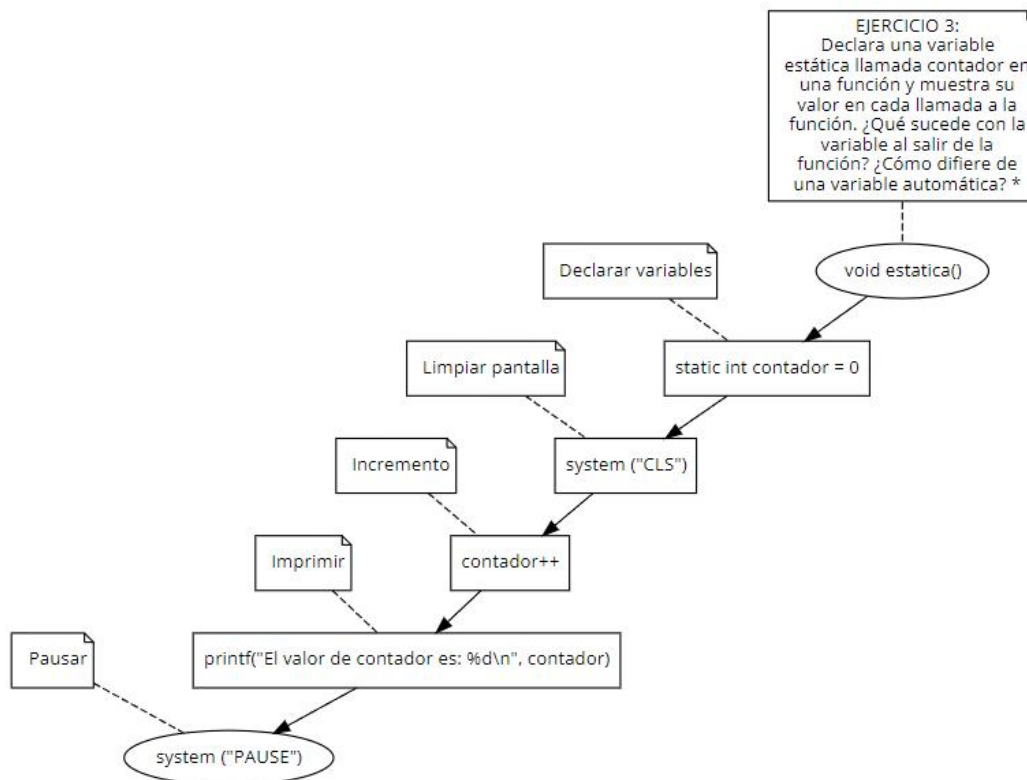 EJERCICIO 3:
Declara una variable
estática llamada contador en
una función y muestra su
valor en cada llamada a la
función. ¿Qué sucede con la
variable al salir de la
función? ¿Cómo difiere de
una variable automática? *
void estatica()
Declarar variables
static int contador = 0
Limpiar pantalla
system ("CLS")
Incremento
contador++
Imprimir
printf("El valor de contador es: %d\n", contador)
Pausar
system ("PAUSE")